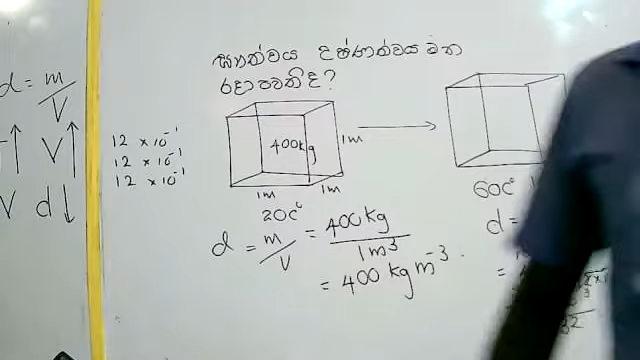 ඝනත්වය උෂ්ණත්වය මත
රඳා පවතීද?
d = m/V
V↑
V d↓
12 × 10⁻¹
12 × 10⁻¹
12 × 10⁻¹
400kg
1m
1m
1m
20C°
d = m/V = 400kg/1m³
= 400 kg m⁻³.
60C°
d =